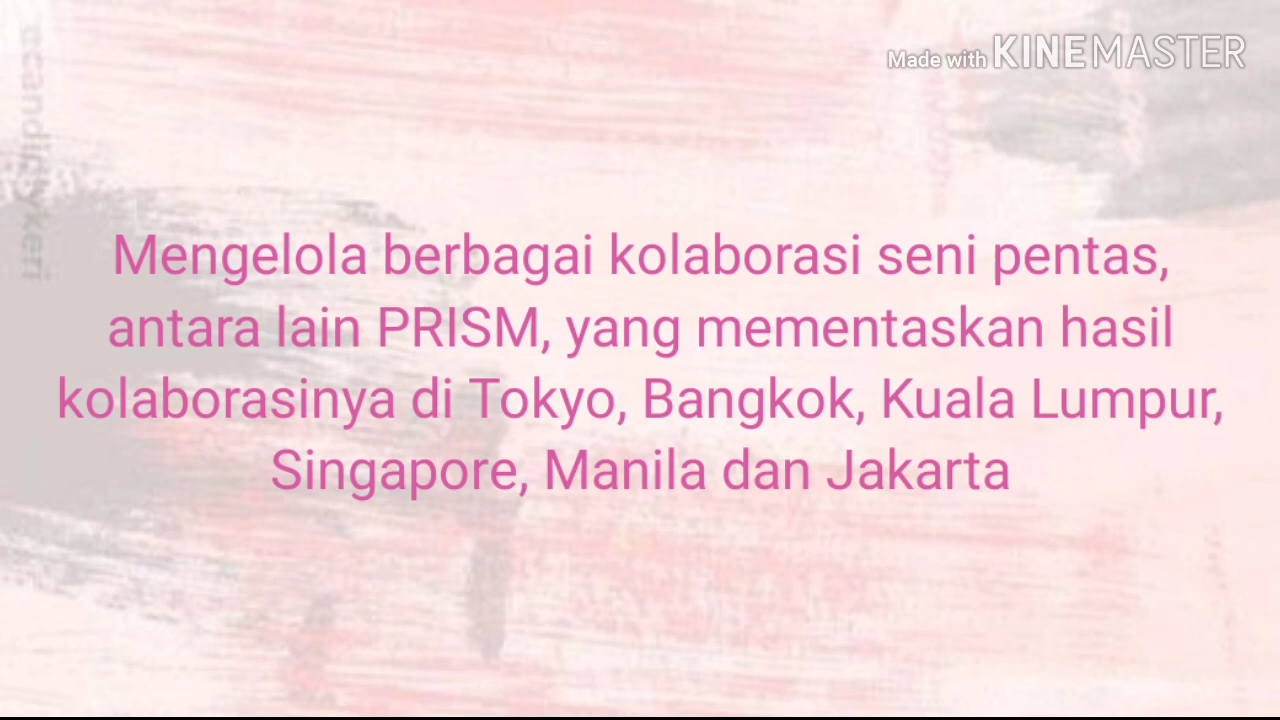 Made with KINEMASTER
Mengelola berbagai kolaborasi seni pentas,
antara lain PRISM, yang mementaskan hasil
kolaborasinya di Tokyo, Bangkok, Kuala Lumpur,
Singapore, Manila dan Jakarta